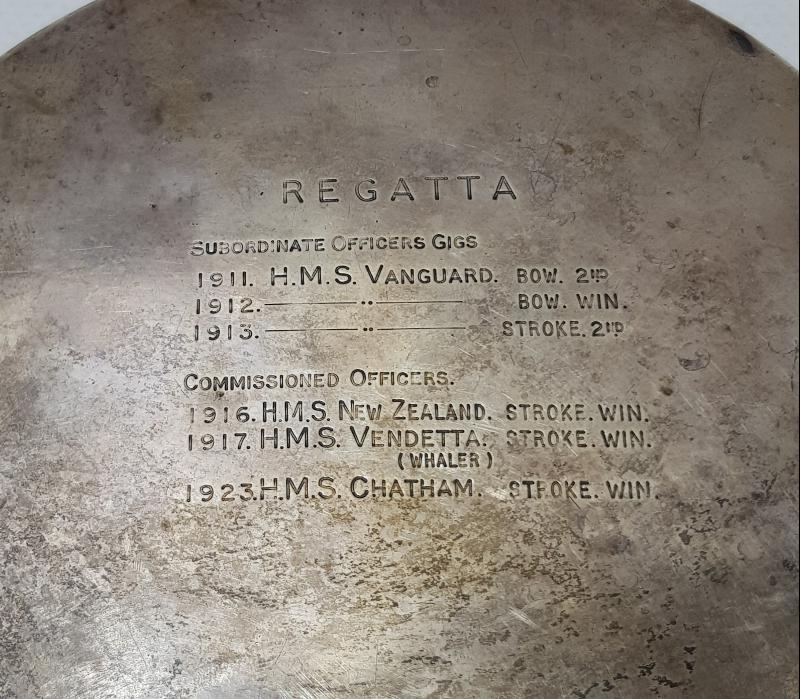 REGATTA
SUBORDINATE OFFICERS GIGS
1911. H.M.S. VANGUARD. BOW. 2ND
1912. —— „ —— BOW. WIN.
1913. —— „ —— STROKE. 2ND
COMMISSIONED OFFICERS.
1916. H.M.S. NEW ZEALAND. STROKE. WIN.
1917. H.M.S. VENDETTA. STROKE. WIN.
(WHALER)
1923. H.M.S. CHATHAM. STROKE. WIN.